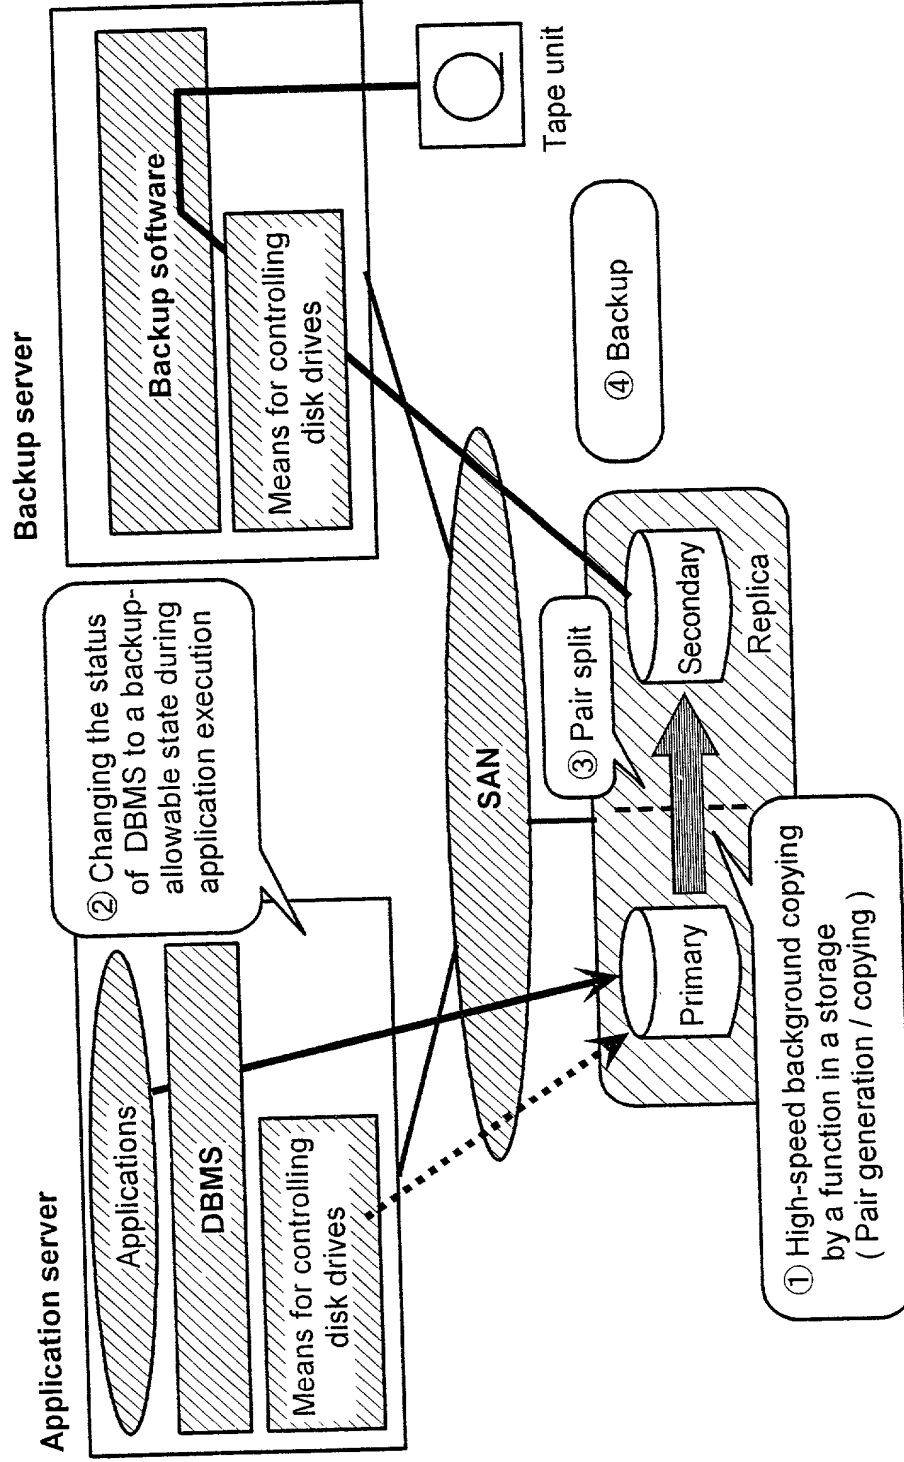 Application server
Applications
DBMS
Means for controlling
disk drives
② Changing the status
of DBMS to a backup-
allowable state during
application execution
Backup server
Backup software
Means for controlling
disk drives
Tape unit
SAN
③ Pair split
④ Backup
Primary
Secondary
Replica
① High-speed background copying
by a function in a storage
( Pair generation / copying )